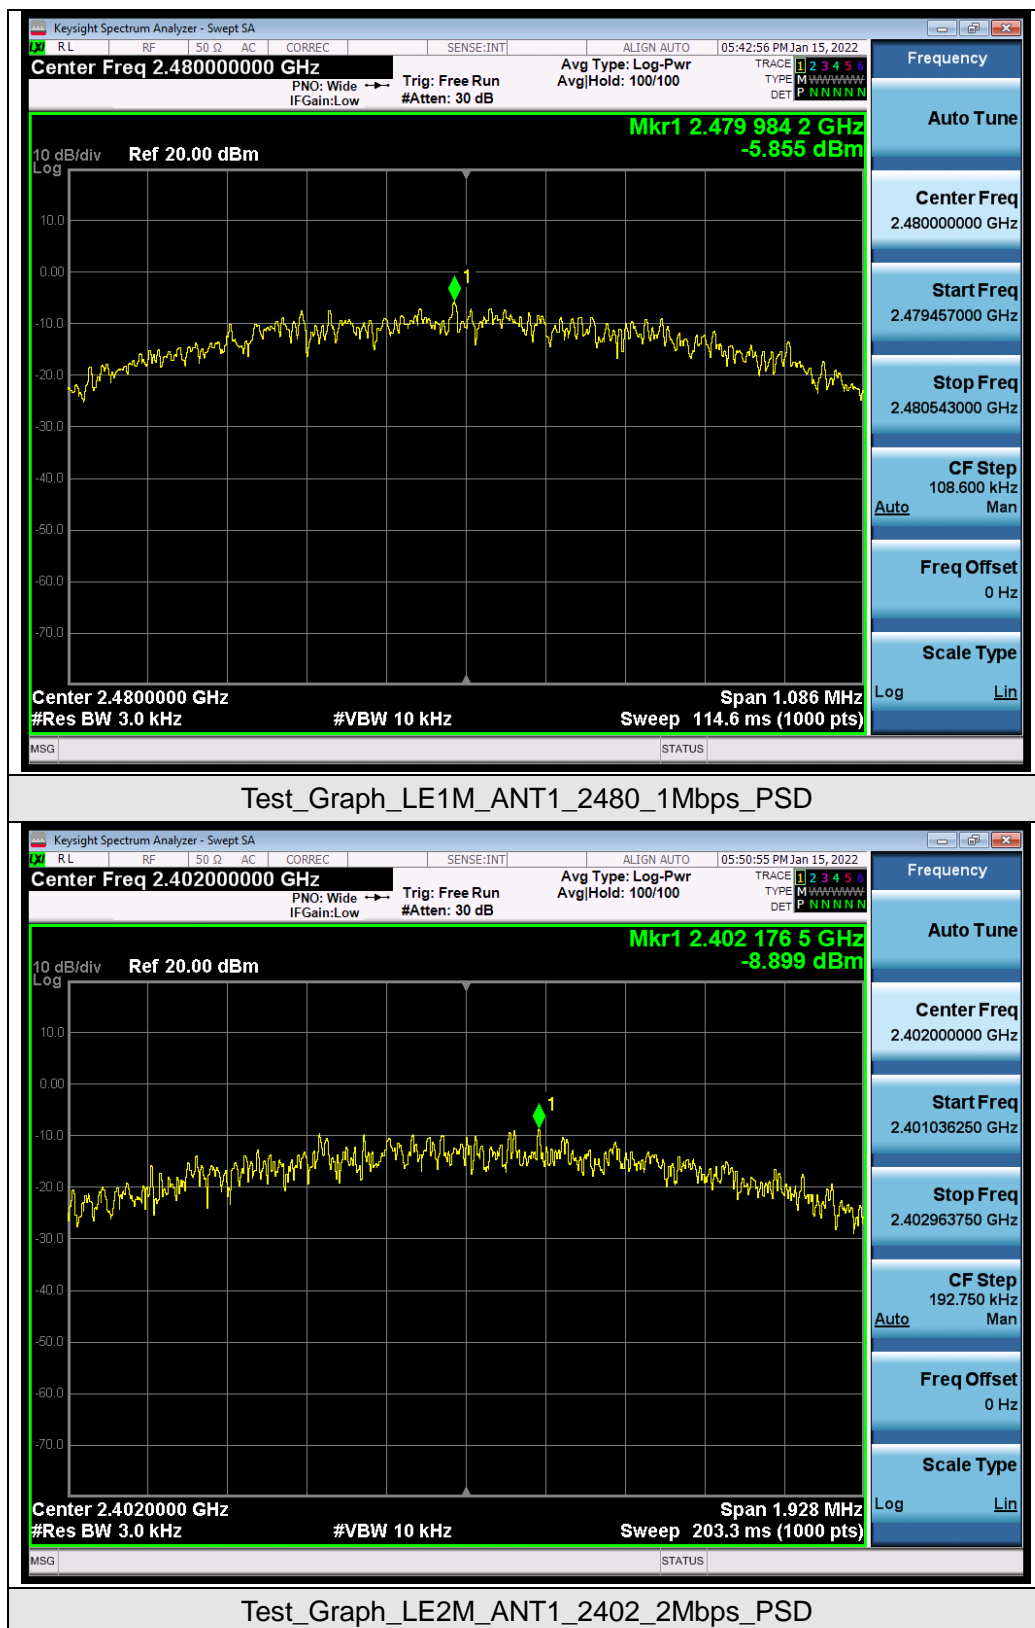 Keysight Spectrum Analyzer - Swept SA
LXI RL RF 50 Ω AC CORREC SENSE:INT ALIGN AUTO 05:42:56 PM Jan 15, 2022
Center Freq 2.480000000 GHz
PNO: Wide
IFGain:Low
Trig: Free Run
#Atten: 30 dB
Avg Type: Log-Pwr
Avg|Hold: 100/100
TRACE 1 2 3 4 5 6
TYPE M WWWWW
DET P N N N N N
Mkr1 2.479 984 2 GHz
-5.855 dBm
10 dB/div Ref 20.00 dBm
Log
10.0
0.00
-10.0
-20.0
-30.0
-40.0
-50.0
-60.0
-70.0
1
Center 2.4800000 GHz Span 1.086 MHz
#Res BW 3.0 kHz #VBW 10 kHz Sweep 114.6 ms (1000 pts)
MSG STATUS
Frequency
Auto Tune
Center Freq
2.480000000 GHz
Start Freq
2.479457000 GHz
Stop Freq
2.480543000 GHz
CF Step
108.600 kHz
Auto Man
Freq Offset
0 Hz
Scale Type
Log Lin
Test_Graph_LE1M_ANT1_2480_1Mbps_PSD
Keysight Spectrum Analyzer - Swept SA
LXI RL RF 50 Ω AC CORREC SENSE:INT ALIGN AUTO 05:50:55 PM Jan 15, 2022
Center Freq 2.402000000 GHz
PNO: Wide
IFGain:Low
Trig: Free Run
#Atten: 30 dB
Avg Type: Log-Pwr
Avg|Hold: 100/100
TRACE 1 2 3 4 5 6
TYPE M WWWWW
DET P N N N N N
Mkr1 2.402 176 5 GHz
-8.899 dBm
10 dB/div Ref 20.00 dBm
Log
10.0
0.00
-10.0
-20.0
-30.0
-40.0
-50.0
-60.0
-70.0
1
Center 2.4020000 GHz Span 1.928 MHz
#Res BW 3.0 kHz #VBW 10 kHz Sweep 203.3 ms (1000 pts)
MSG STATUS
Frequency
Auto Tune
Center Freq
2.402000000 GHz
Start Freq
2.401036250 GHz
Stop Freq
2.402963750 GHz
CF Step
192.750 kHz
Auto Man
Freq Offset
0 Hz
Scale Type
Log Lin
Test_Graph_LE2M_ANT1_2402_2Mbps_PSD